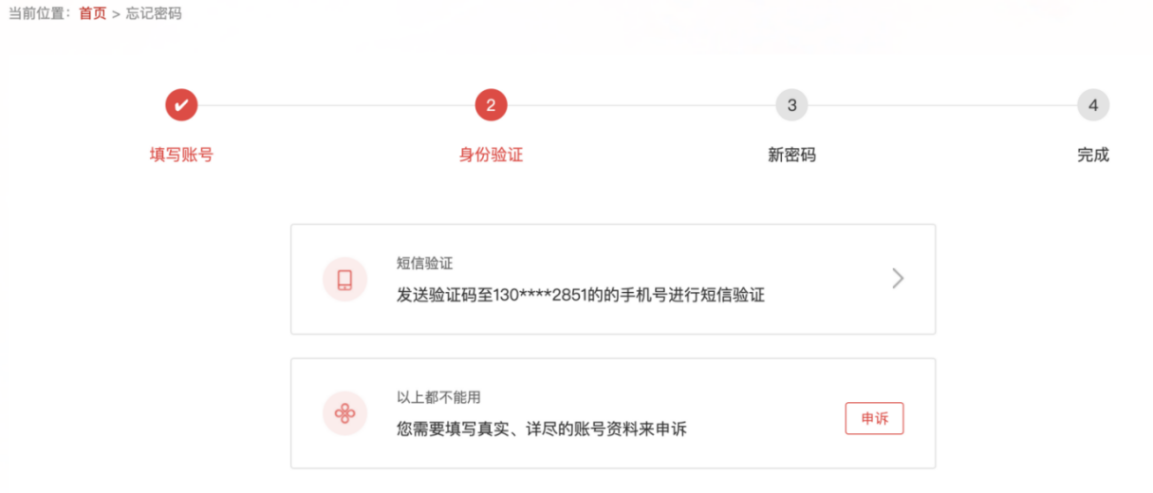 当前位置：首页 > 忘记密码
2 3 4
填写账号 身份验证 新密码 完成
短信验证
发送验证码至130****2851的的手机号进行短信验证
以上都不能用
您需要填写真实、详尽的账号资料来申诉
申诉